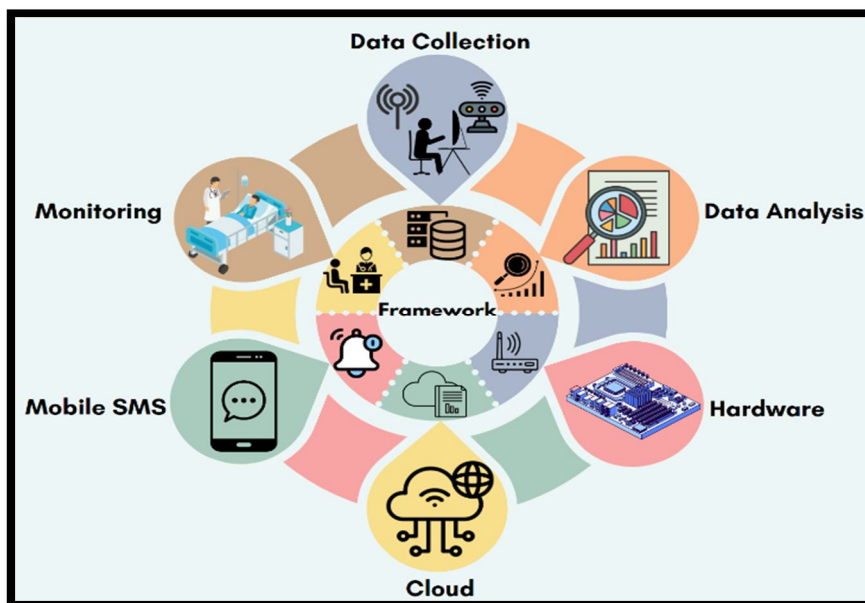 Data Collection
Monitoring
Data Analysis
Framework
Mobile SMS
Hardware
Cloud